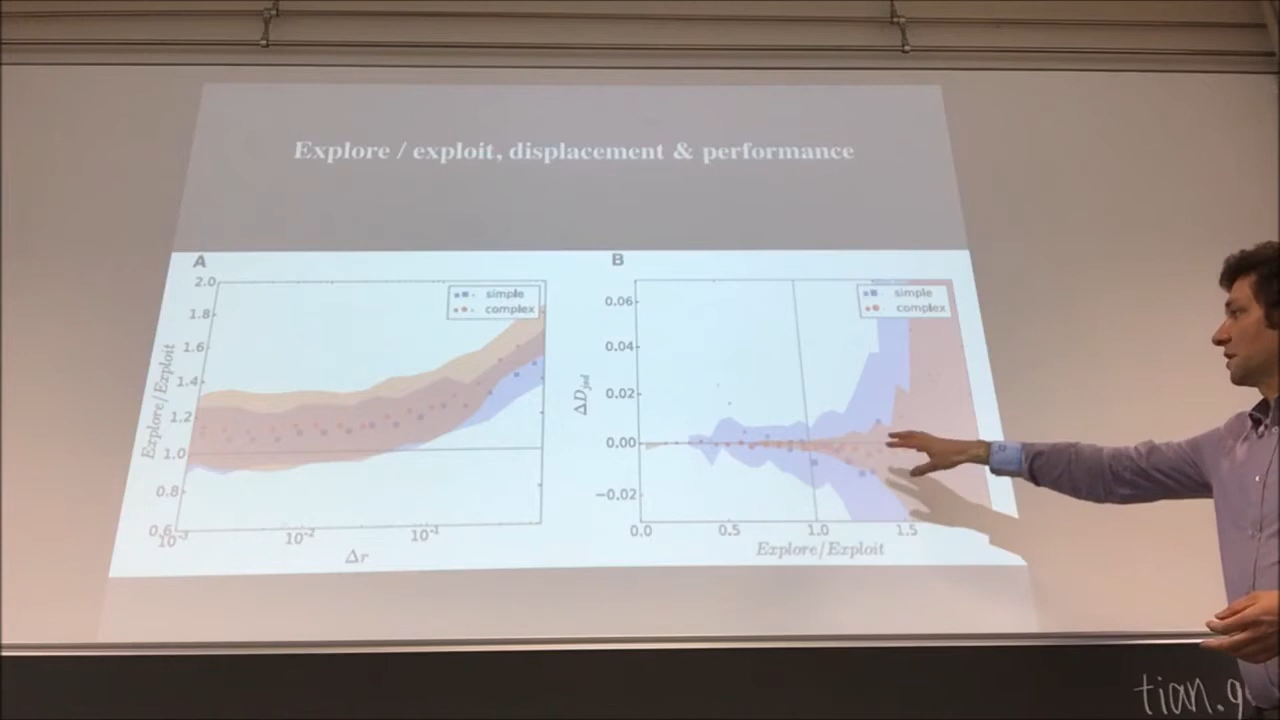 Explore / exploit, displacement & performance
A
B
2.0
1.8
1.6
1.4
1.2
1.0
0.8
0.6
Explore/Exploit
simple
complex
10⁻³
10⁻²
10⁻¹
Δr
0.06
0.04
0.02
0.00
−0.02
simple
complex
0.0
0.5
1.0
1.5
Explore/Exploit
tian.g